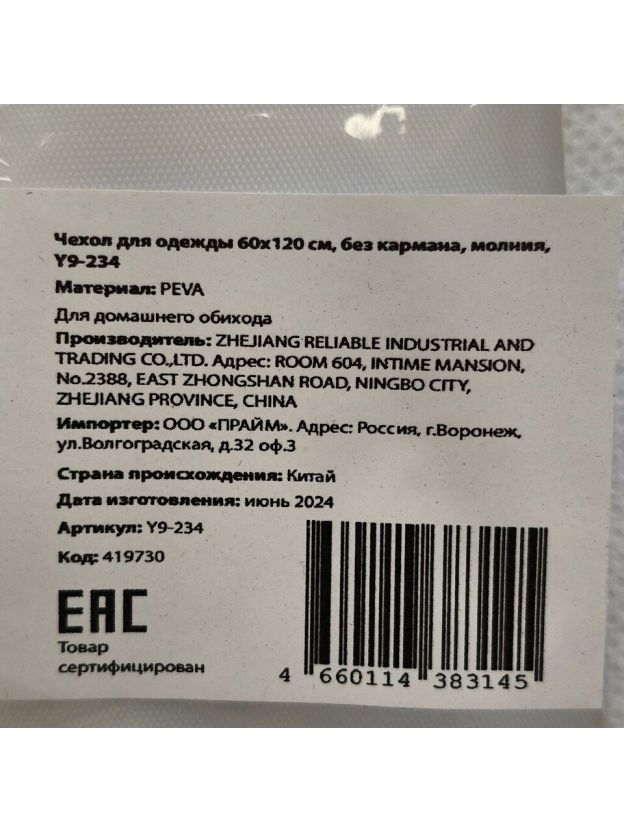 Чехол для одежды 60х120 см, без кармана, молния,
Y9-234
Материал: PEVA
Для домашнего обихода
Производитель: ZHEJIANG RELIABLE INDUSTRIAL AND
TRADING CO.,LTD. Адрес: ROOM 604, INTIME MANSION,
No.2388, EAST ZHONGSHAN ROAD, NINGBO CITY,
ZHEJIANG PROVINCE, CHINA
Импортер: ООО «ПРАЙМ». Адрес: Россия, г.Воронеж,
ул.Волгоградская, д.32 оф.3
Страна происхождения: Китай
Дата изготовления: июнь 2024
Артикул: Y9-234
Код: 419730
EAC
Товар
сертифицирован
4 660114 383145